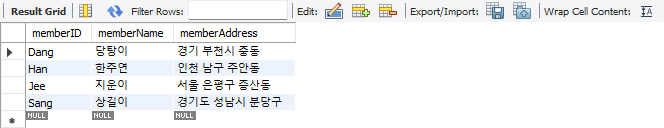 Result Grid Filter Rows: Edit: Export/Import: Wrap Cell Content: IA
memberID memberName memberAddress
Dang 당탕이 경기 부천시 중동
Han 한주연 인천 남구 주안동
Jee 지운이 서울 은평구 증산동
Sang 상길이 경기도 성남시 분당구
NULL NULL NULL